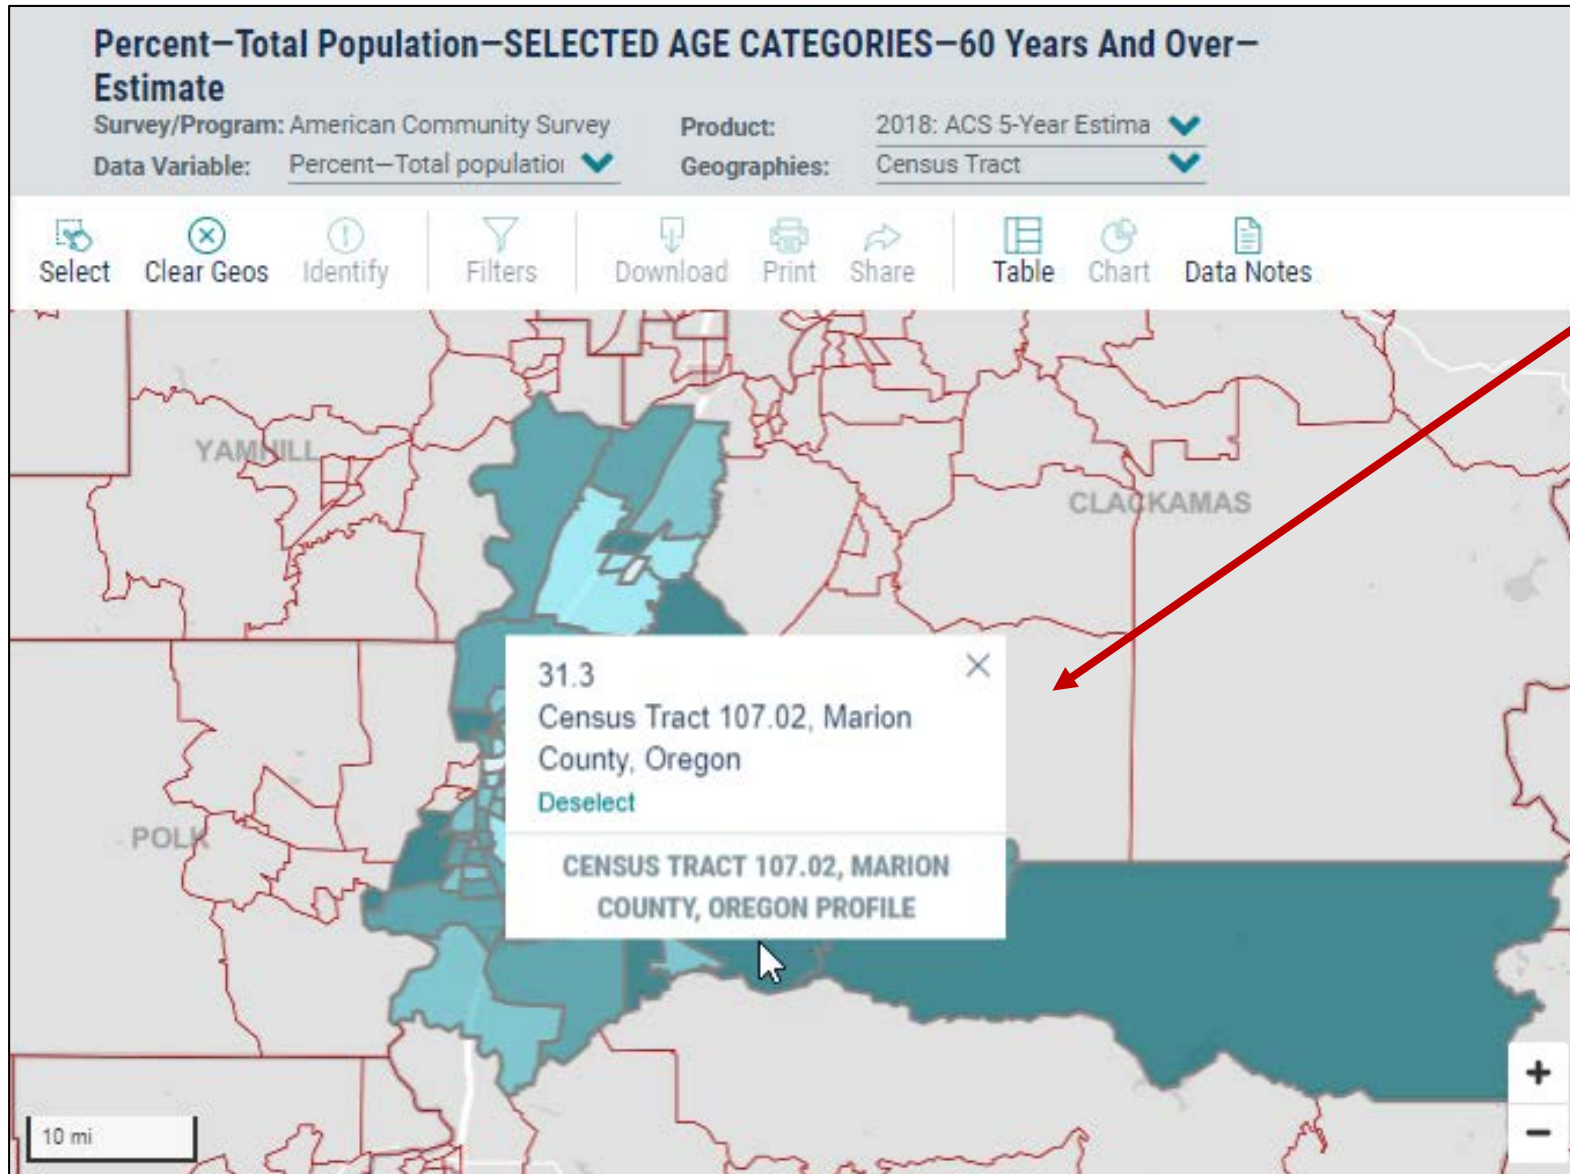 Percent—Total Population—SELECTED AGE CATEGORIES—60 Years And Over—
Estimate
Survey/Program: American Community Survey
Product: 2018: ACS 5-Year Estima
Data Variable: Percent—Total population
Geographies: Census Tract
Select
Clear Geos
Identify
Filters
Download
Print
Share
Table
Chart
Data Notes
YAMHILL
CLACKAMAS
31.3
Census Tract 107.02, Marion
County, Oregon
Deselect
POLK
CENSUS TRACT 107.02, MARION
COUNTY, OREGON PROFILE
+
10 mi
−